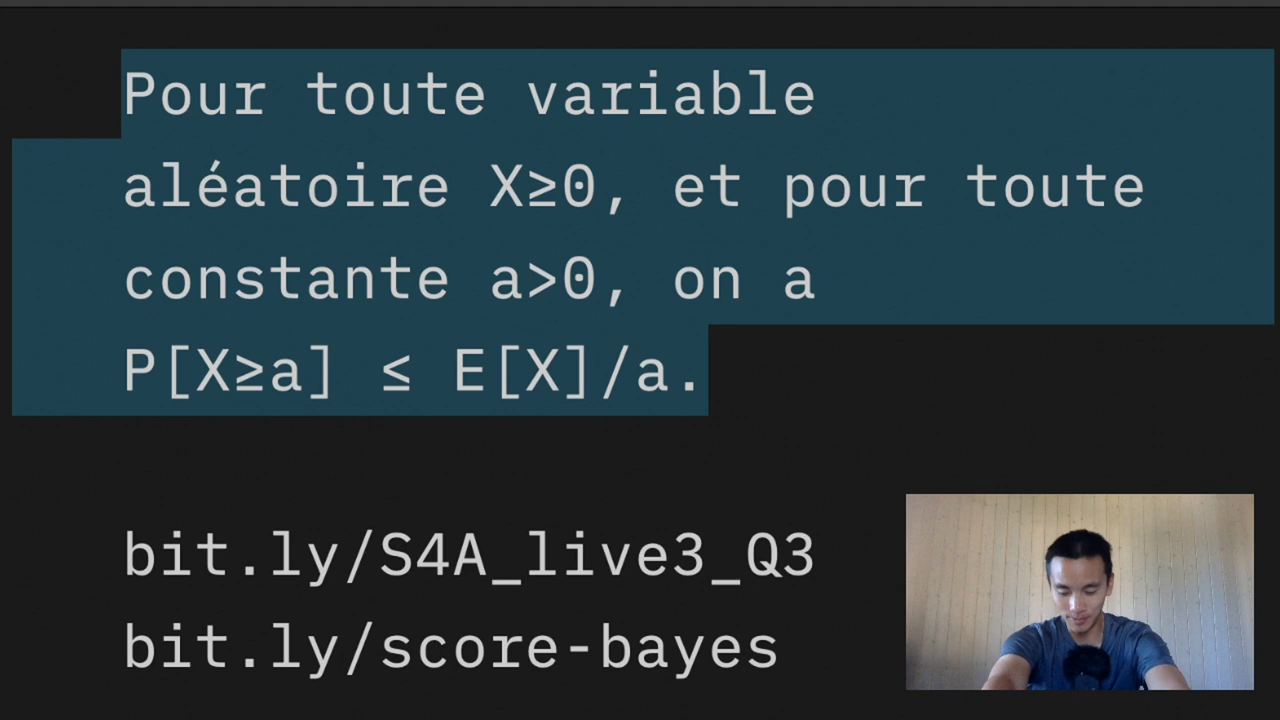 Pour toute variable
aléatoire X≥0, et pour toute
constante a>0, on a
P[X≥a] ≤ E[X]/a.
bit.ly/S4A_live3_Q3
bit.ly/score-bayes